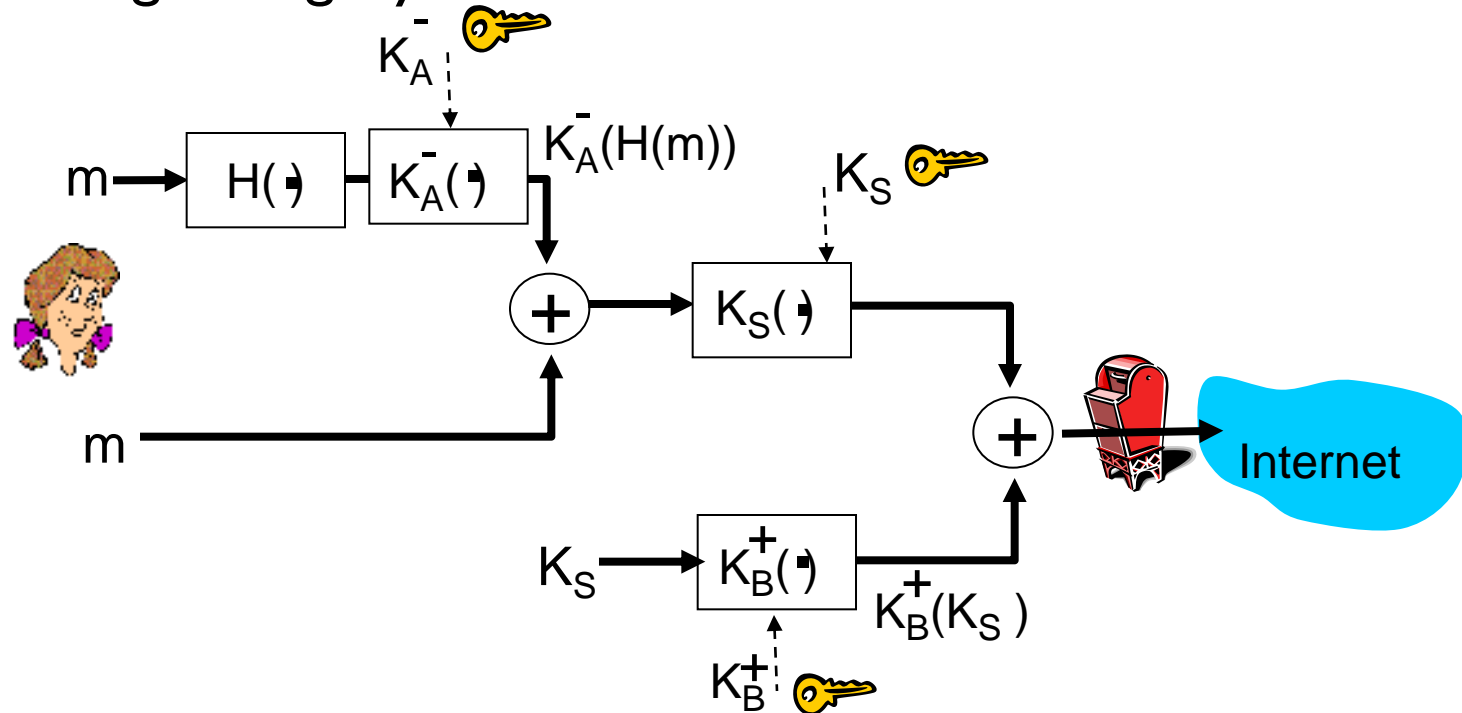 K_A^-
m
H(·)
K_A^-(·)
K_A^-(H(m))
K_S
+
K_S(·)
m
+
Internet
K_S
K_B^+(·)
K_B^+(K_S )
K_B^+